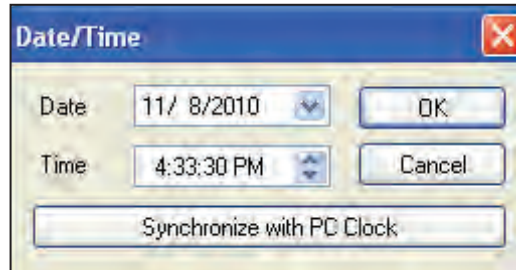 Date/Time
Date 11/ 8/2010 OK
Time 4:33:30 PM Cancel
Synchronize with PC Clock